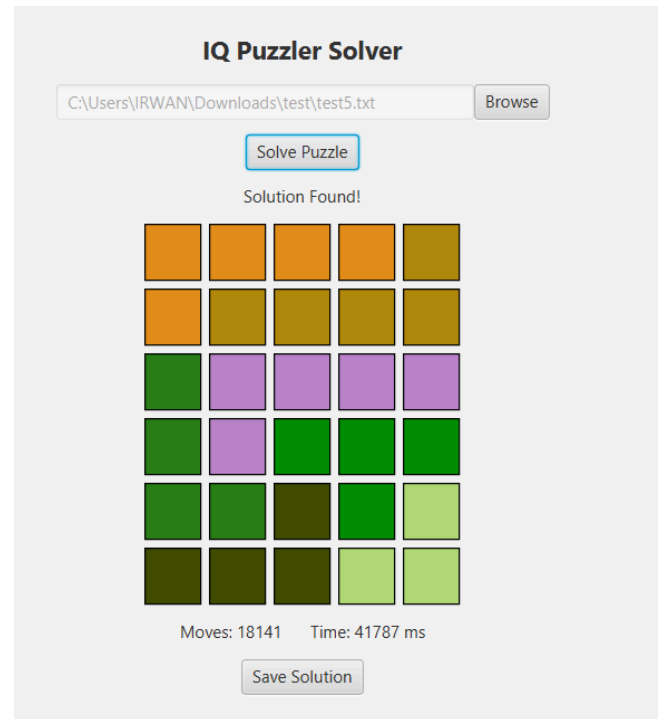 IQ Puzzler Solver
C:\Users\IRWAN\Downloads\test\test5.txt Browse
Solve Puzzle
Solution Found!
Moves: 18141 Time: 41787 ms
Save Solution